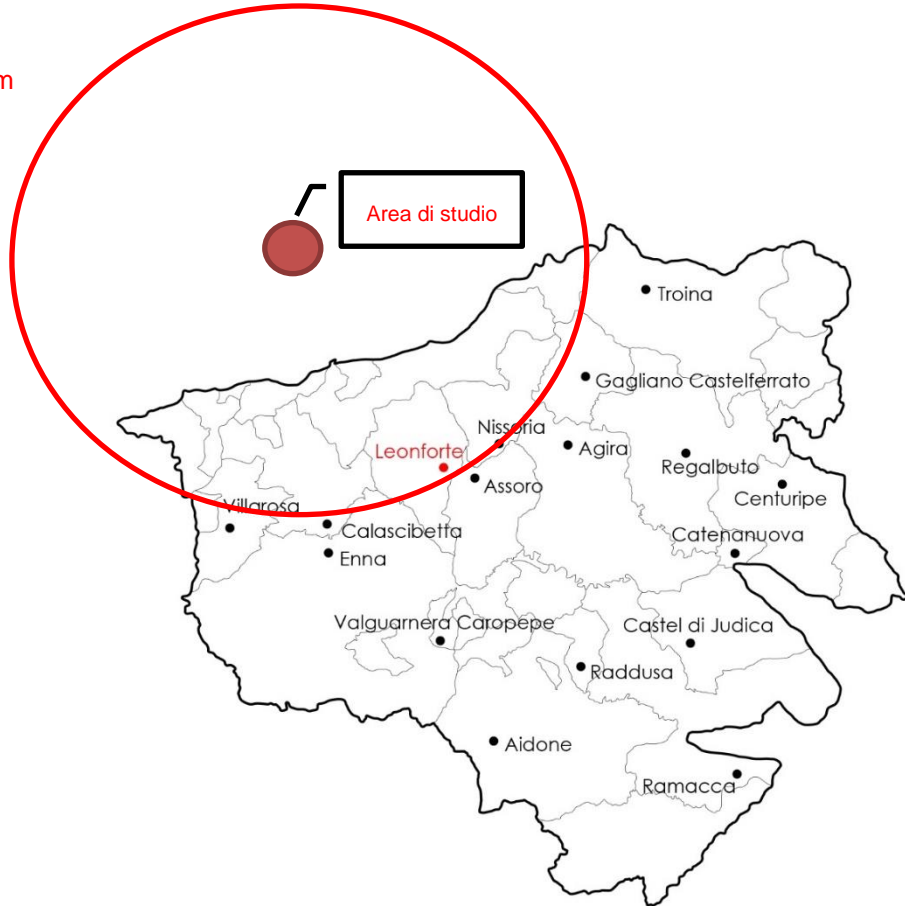 m
Area di studio
Troina
Gagliano Castelferrato
Nissoria
Leonforte
Agira
Regalbuto
Assoro
Centuripe
Villarosa
Calascibetta
Catenanuova
Enna
Valguarnera Caropepe
Castel di Judica
Raddusa
Aidone
Ramacca